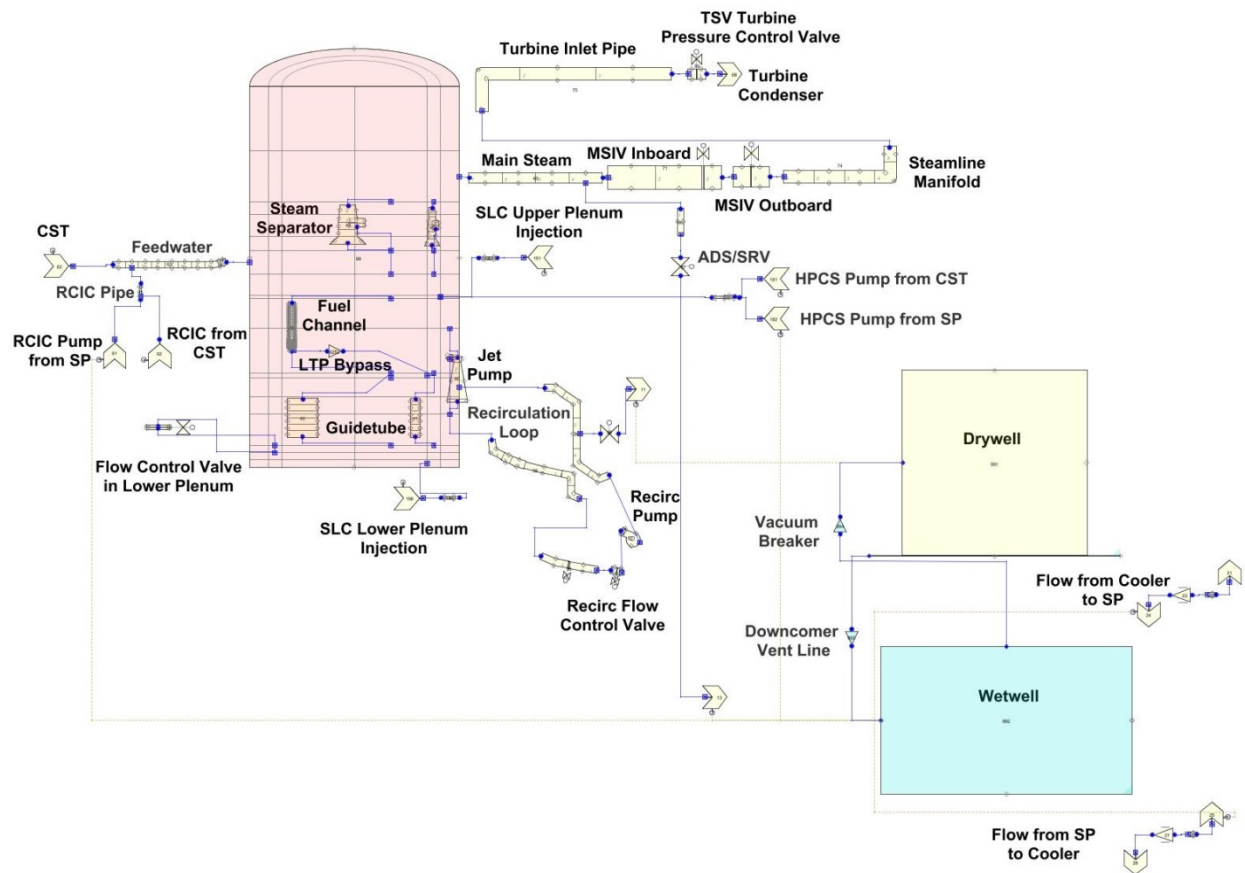 TSV Turbine
Pressure Control Valve
Turbine Inlet Pipe
Turbine
Condenser
Main Steam
MSIV Inboard
Steamline
Manifold
MSIV Outboard
Steam
Separator
SLC Upper Plenum
Injection
CST
Feedwater
ADS/SRV
RCIC Pipe
HPCS Pump from CST
Fuel
Channel
HPCS Pump from SP
RCIC Pump
from SP
RCIC from
CST
LTP Bypass
Jet
Pump
Recirculation
Loop
Guidetube
Drywell
Flow Control Valve
in Lower Plenum
Recirc
Pump
SLC Lower Plenum
Injection
Vacuum
Breaker
Flow from Cooler
to SP
Recirc Flow
Control Valve
Downcomer
Vent Line
Wetwell
Flow from SP
to Cooler